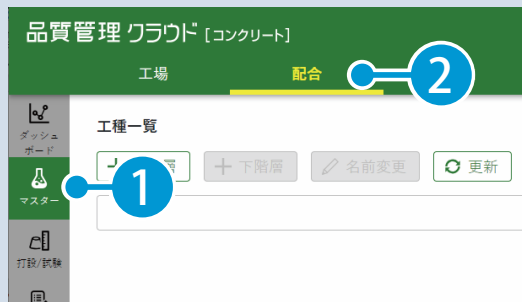 品質管理 クラウド [コンクリート]
工場
配合
2
ダッシュ
ボード
工種一覧
層
下階層
名前変更
更新
マスター
1
打設/試験